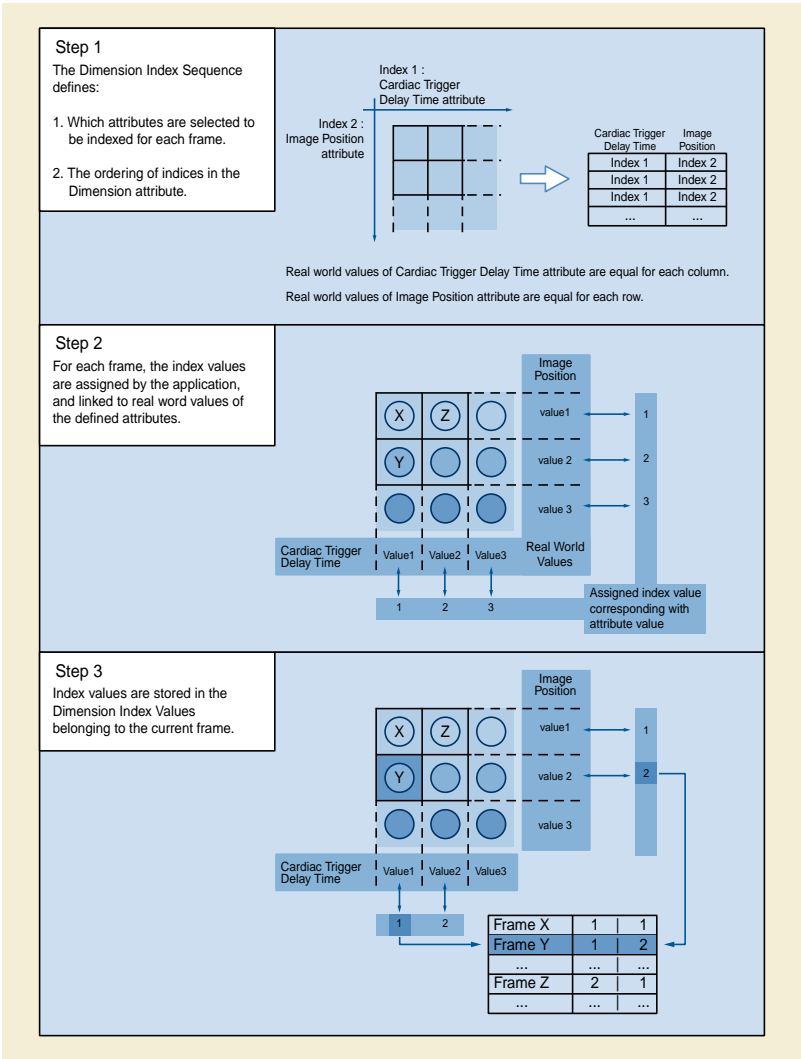 Step 1
The Dimension Index Sequence
defines:
1. Which attributes are selected to
be indexed for each frame.
2. The ordering of indices in the
Dimension attribute.
Index 1 :
Cardiac Trigger
Delay Time attribute
Index 2 :
Image Position
attribute
Cardiac Trigger Image
Delay Time Position
Index 1 Index 2
Index 1 Index 2
Index 1 Index 2
... ...
Real world values of Cardiac Trigger Delay Time attribute are equal for each column.
Real world values of Image Position attribute are equal for each row.
Step 2
For each frame, the index values
are assigned by the application,
and linked to real word values of
the defined attributes.
Image
Position
X Z value1 1
Y value 2 2
value 3 3
Cardiac Trigger
Delay Time
Value1 Value2 Value3
Real World
Values
1 2 3
Assigned index value
corresponding with
attribute value
Step 3
Index values are stored in the
Dimension Index Values
belonging to the current frame.
Image
Position
X Z value1 1
Y value 2 2
value 3
Cardiac Trigger
Delay Time
Value1 Value2 Value3
1 2
Frame X 1 | 1
Frame Y 1 | 2
... ... | ...
Frame Z 2 | 1
... ... | ...